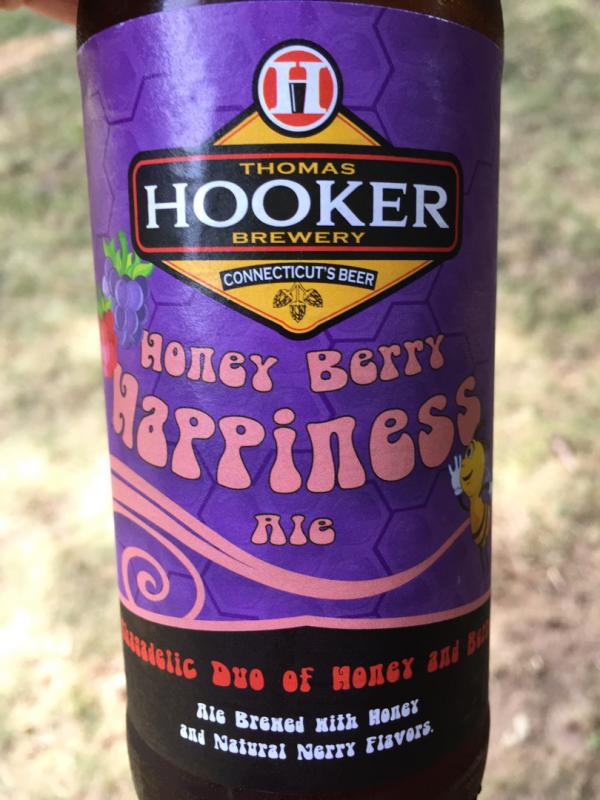 H
THOMAS
HOOKER
BREWERY
CONNECTICUT'S BEER
Honey Berry
Happiness
Ale
Duo of Honey and
Ale Brewed with Honey
and Natural Nerry Flavors.